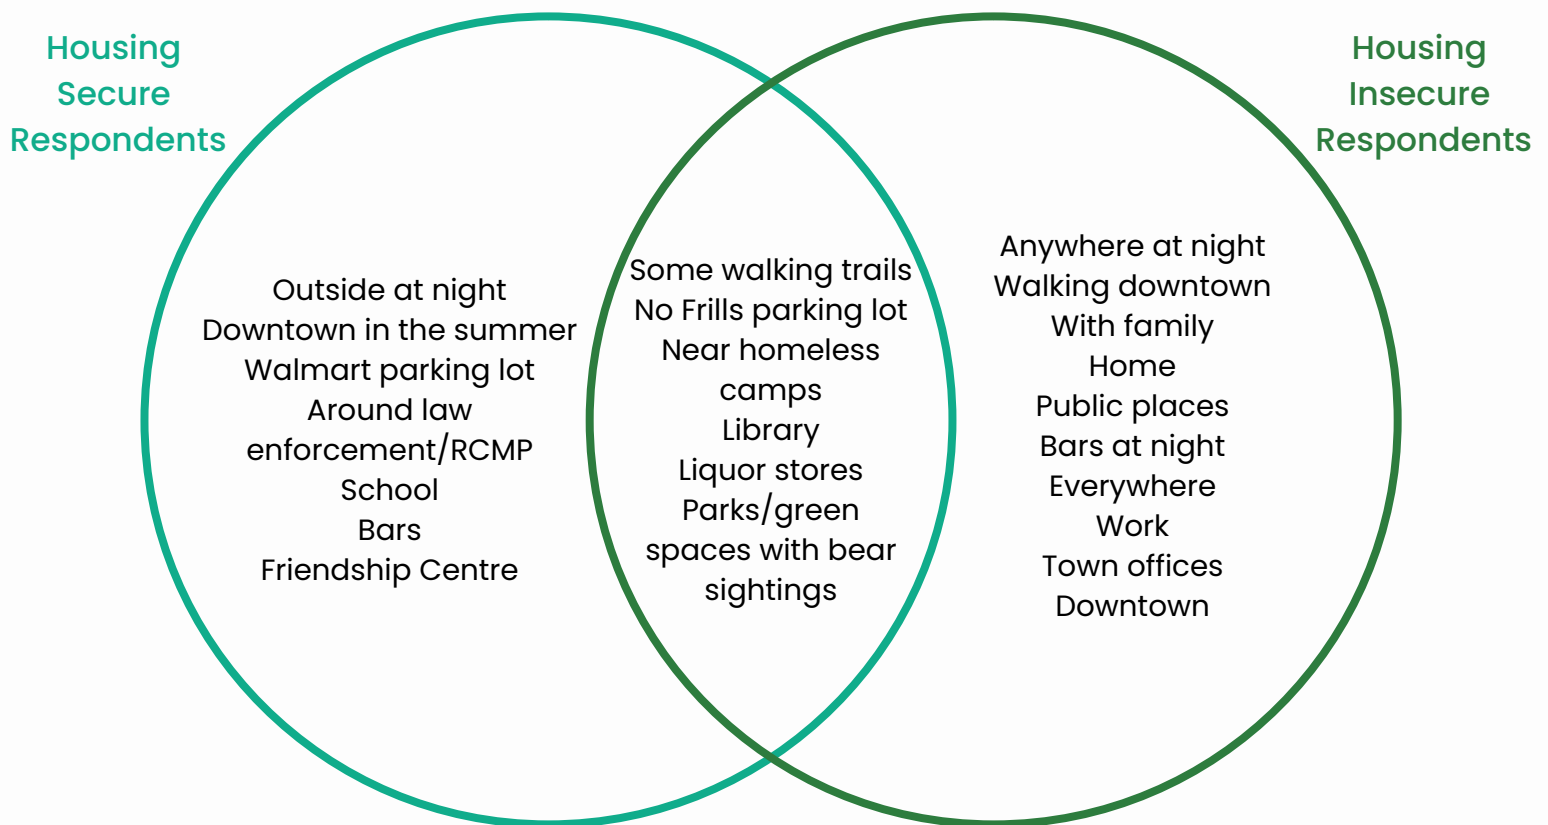 Housing
Secure
Respondents
Housing
Insecure
Respondents
Outside at night
Downtown in the summer
Walmart parking lot
Around law
enforcement/RCMP
School
Bars
Friendship Centre
Some walking trails
No Frills parking lot
Near homeless
camps
Library
Liquor stores
Parks/green
spaces with bear
sightings
Anywhere at night
Walking downtown
With family
Home
Public places
Bars at night
Everywhere
Work
Town offices
Downtown